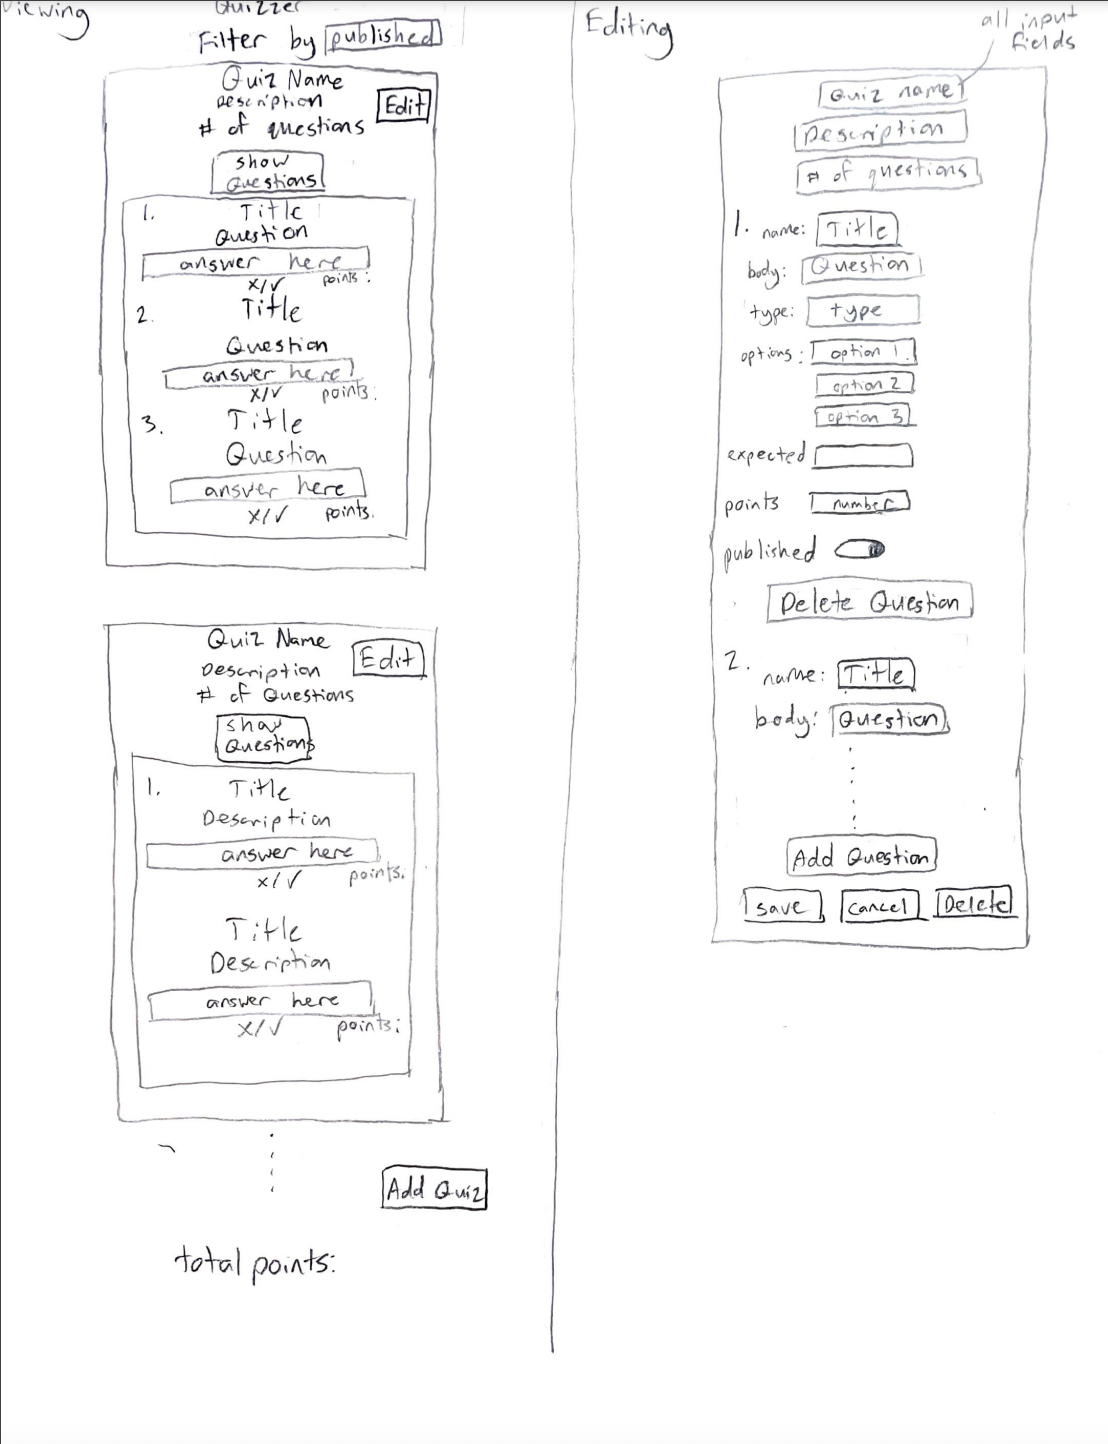 Viewing
Quizzer
Filter by published
Quiz Name
Description
Edit
# of questions
show
Questions
1. Title
Question
answer here
x/✓ points:
2. Title
Question
answer here
x/✓ points:
3. Title
Question
answer here
x/✓ points.
Quiz Name
Edit
Description
# of Questions
show
Questions
1. Title
Description
answer here
x/✓ points.
Title
Description
answer here
x/✓ points:
Add Quiz
total points:
Editing
all input
fields
Quiz name
Description
# of questions
1. name: Title
body: Question
type: type
options: option 1
option 2
option 3
expected
points number
published
Delete Question
2. name: Title
body: Question
Add Question
save cancel Delete